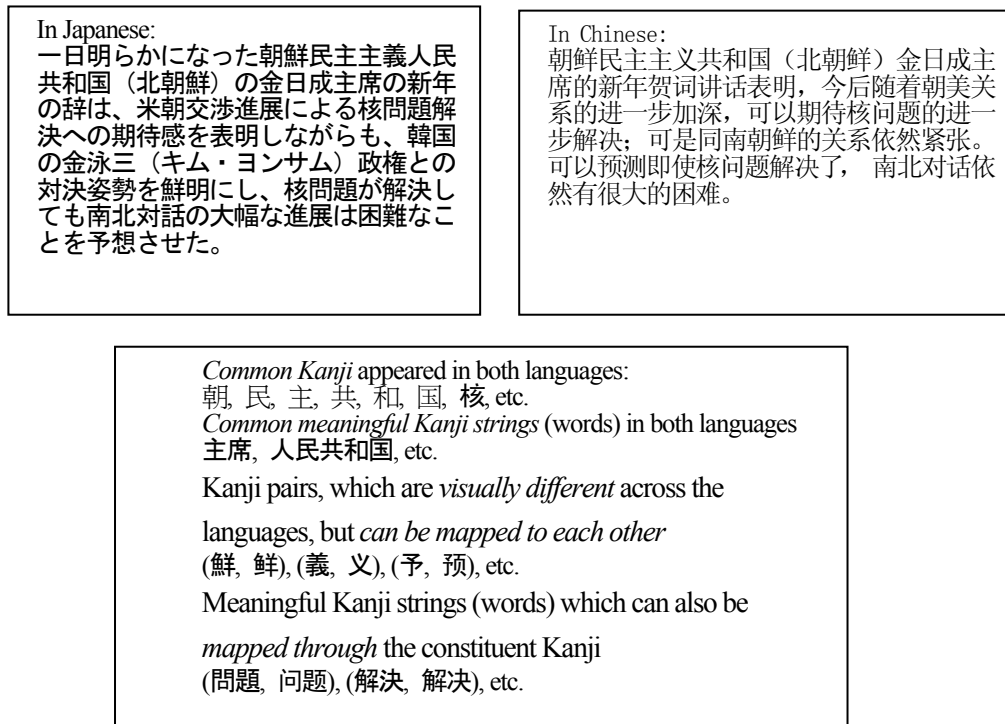 In Japanese:
一日明らかになった朝鮮民主主義人民
共和国（北朝鮮）の金日成主席の新年
の辞は、米朝交渉進展による核問題解
決への期待感を表明しながらも、韓国
の金泳三（キム・ヨンサム）政権との
対決姿勢を鮮明にし、核問題が解決し
ても南北対話の大幅な進展は困難なこ
とを予想させた。
In Chinese:
朝鲜民主主义共和国（北朝鲜）金日成主
席的新年贺词讲话表明，今后随着朝美关
系的进一步加深，可以期待核问题的进一
步解决；可是同南朝鲜的关系依然紧张。
可以预测即使核问题解决了， 南北对话依
然有很大的困难。
Common Kanji appeared in both languages:
朝, 民, 主, 共, 和, 国, 核, etc.
Common meaningful Kanji strings (words) in both languages
主席, 人民共和国, etc.
Kanji pairs, which are visually different across the
languages, but can be mapped to each other
(鮮, 鲜), (義, 义), (予, 预), etc.
Meaningful Kanji strings (words) which can also be
mapped through the constituent Kanji
(問題, 问题), (解決, 解决), etc.